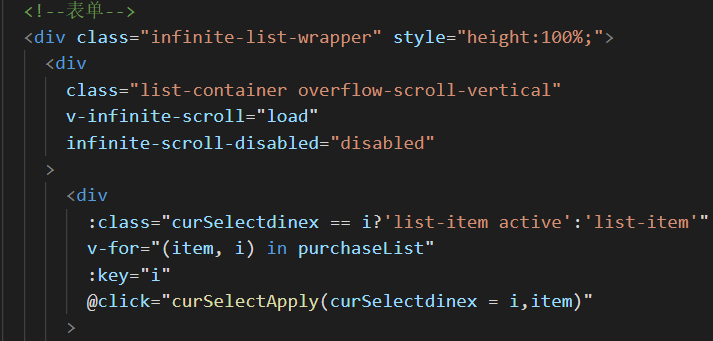 <!--表单-->
<div class="infinite-list-wrapper" style="height:100%;">
<div
class="list-container overflow-scroll-vertical"
v-infinite-scroll="load"
infinite-scroll-disabled="disabled"
>
<div
:class="curSelectdinex == i?'list-item active':'list-item'"
v-for="(item, i) in purchaseList"
:key="i"
@click="curSelectApply(curSelectdinex = i,item)"
>